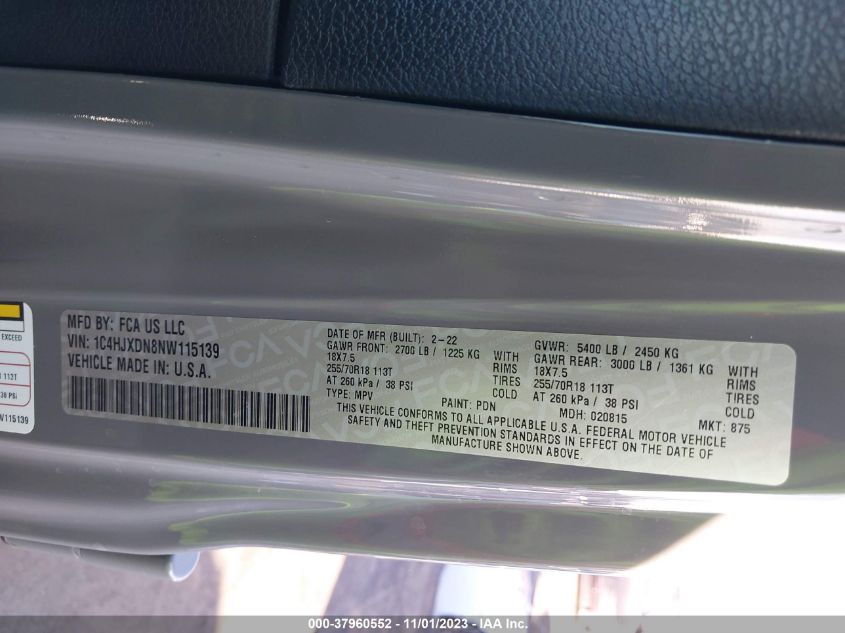 EXCEED
113T
38 PSI
W115139
MFD BY: FCA US LLC
VIN: 1C4HJXDN8NW115139
VEHICLE MADE IN: U.S.A.
DATE OF MFR (BUILT): 2-22
GAWR FRONT: 2700 LB / 1225 KG WITH
18X7.5 RIMS
255/70R18 113T TIRES
AT 260 kPa / 38 PSI COLD
TYPE: MPV PAINT: PDN
GVWR: 5400 LB / 2450 KG
GAWR REAR: 3000 LB / 1361 KG WITH
18X7.5 RIMS
255/70R18 113T TIRES
AT 260 kPa / 38 PSI COLD
MDH: 020815 MKT: 875
THIS VEHICLE CONFORMS TO ALL APPLICABLE U.S.A. FEDERAL MOTOR VEHICLE
SAFETY AND THEFT PREVENTION STANDARDS IN EFFECT ON THE DATE OF
MANUFACTURE SHOWN ABOVE.
000-37960552 - 11/01/2023 - IAA Inc.